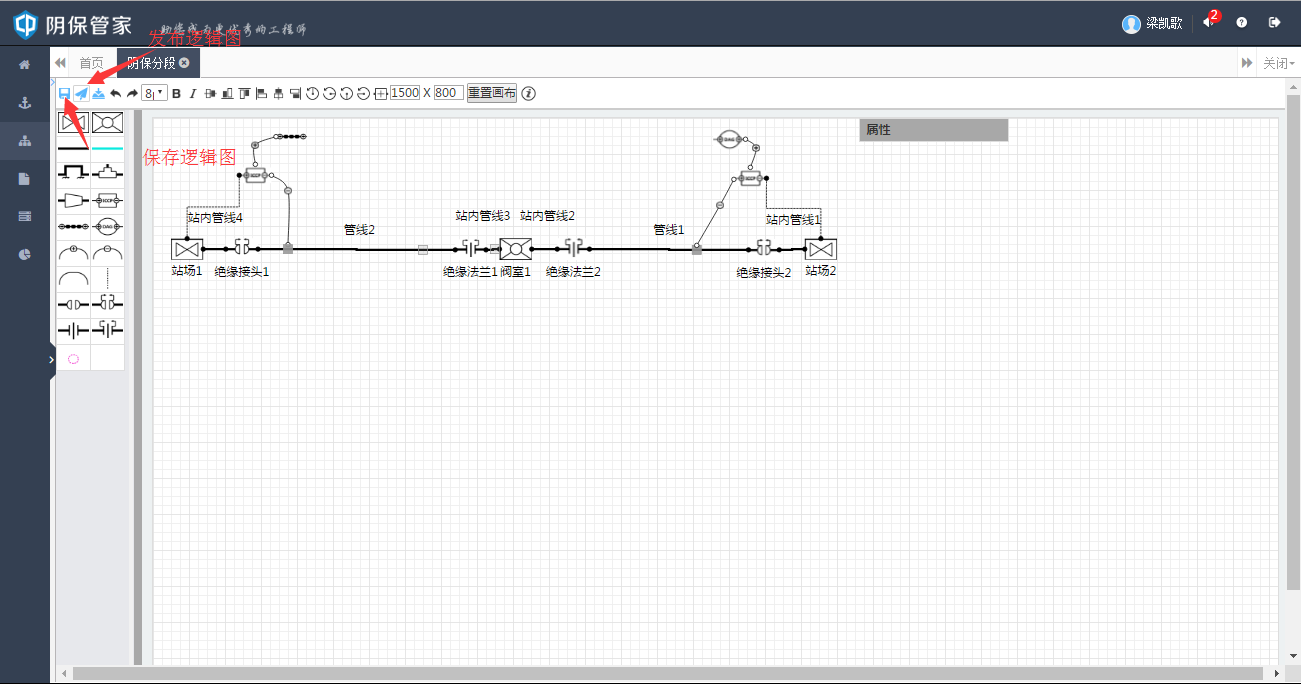 阴保管家
助您成为更优秀的工程师
梁凯歌
2
发布逻辑图
首页
阴保分段
关闭
8
B
I
1500 X 800
重置画布
保存逻辑图
属性
站内管线4
站内管线3
站内管线2
站内管线1
管线2
管线1
站场1
绝缘接头1
绝缘法兰1
阀室1
绝缘法兰2
绝缘接头2
站场2